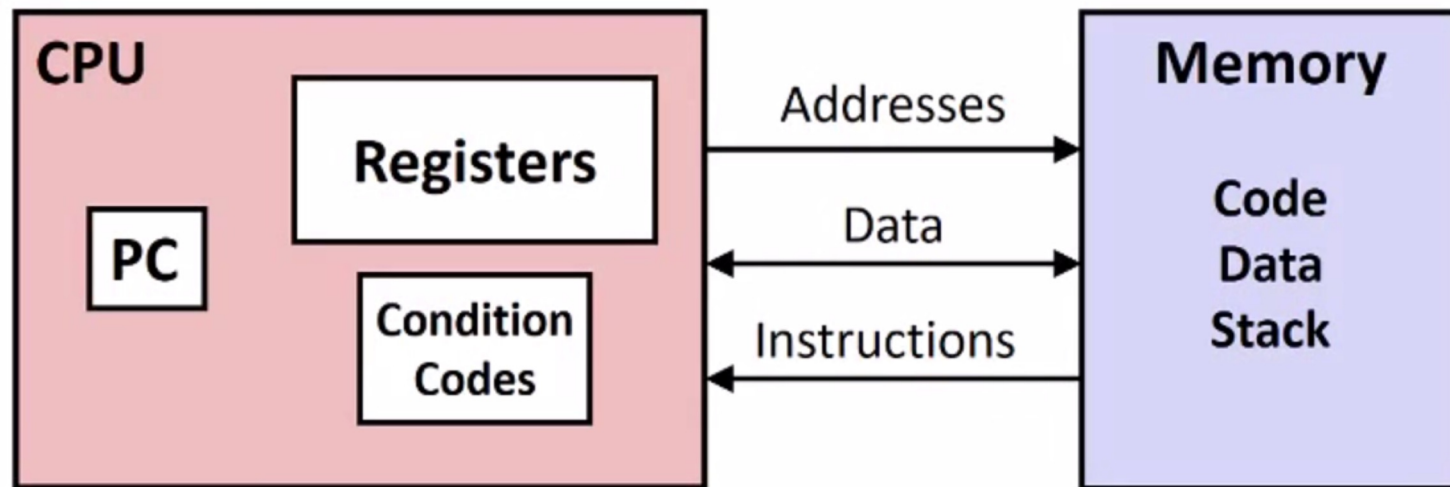 CPU
Registers
PC
Condition
Codes
Addresses
Data
Instructions
Memory
Code
Data
Stack